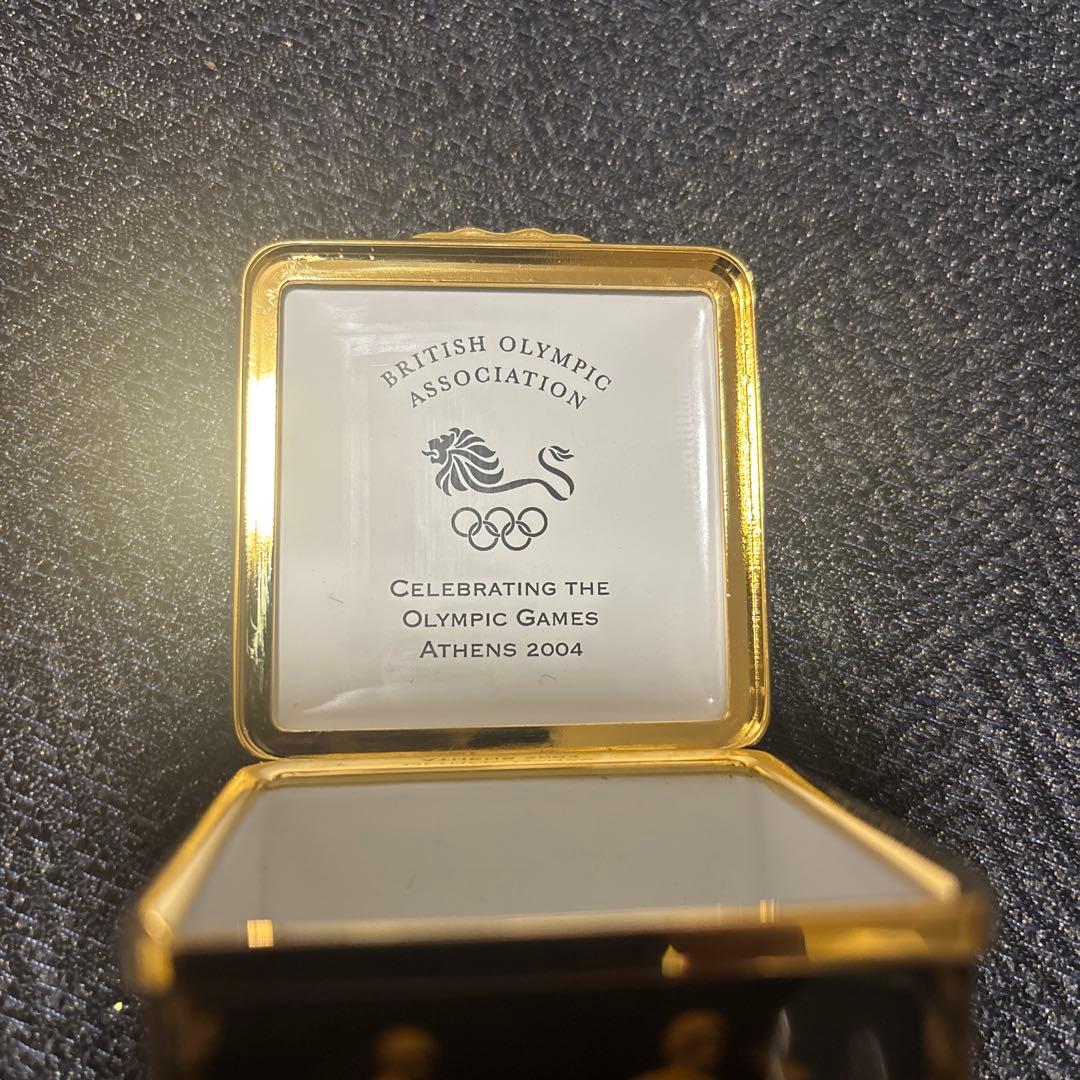 BRITISH OLYMPIC
ASSOCIATION
CELEBRATING THE
OLYMPIC GAMES
ATHENS 2004